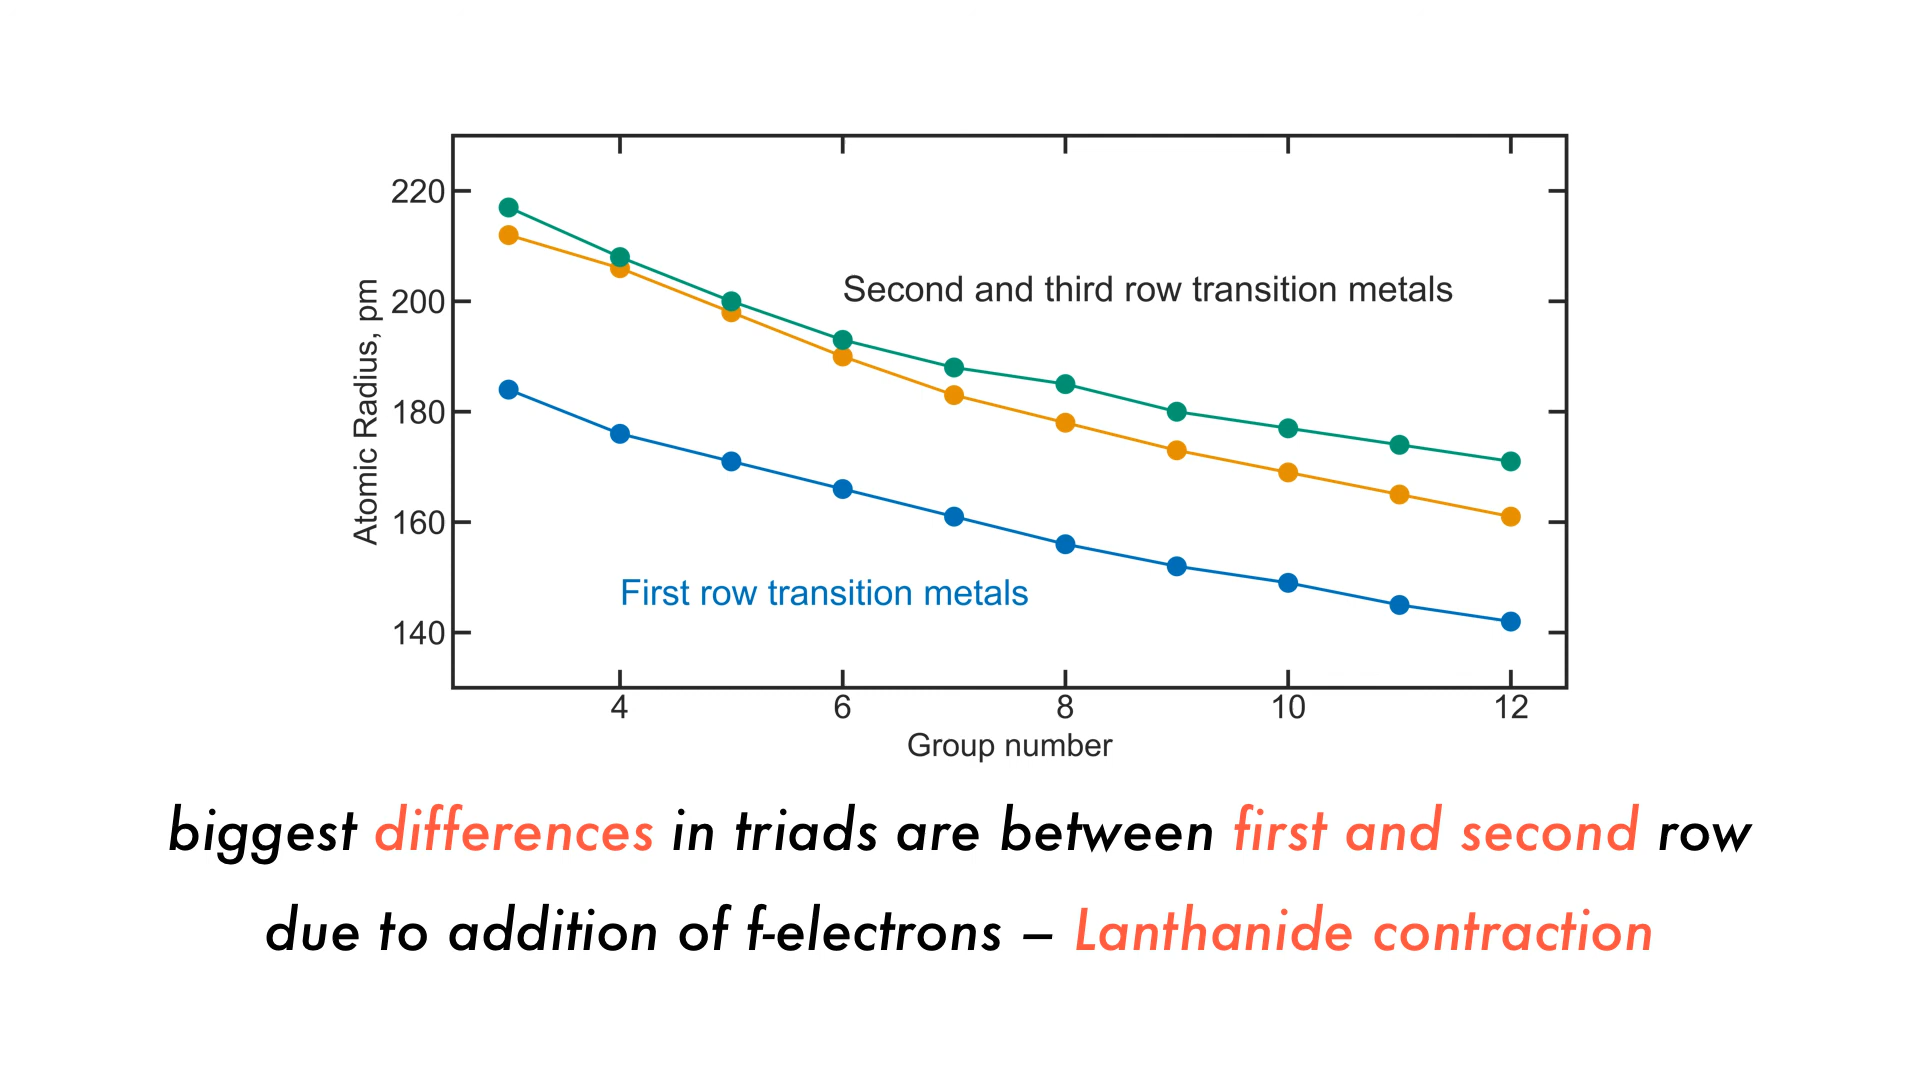 220
200
180
160
140
Atomic Radius, pm
Second and third row transition metals
First row transition metals
4 6 8 10 12
Group number
biggest differences in triads are between first and second row
due to addition of f-electrons – Lanthanide contraction